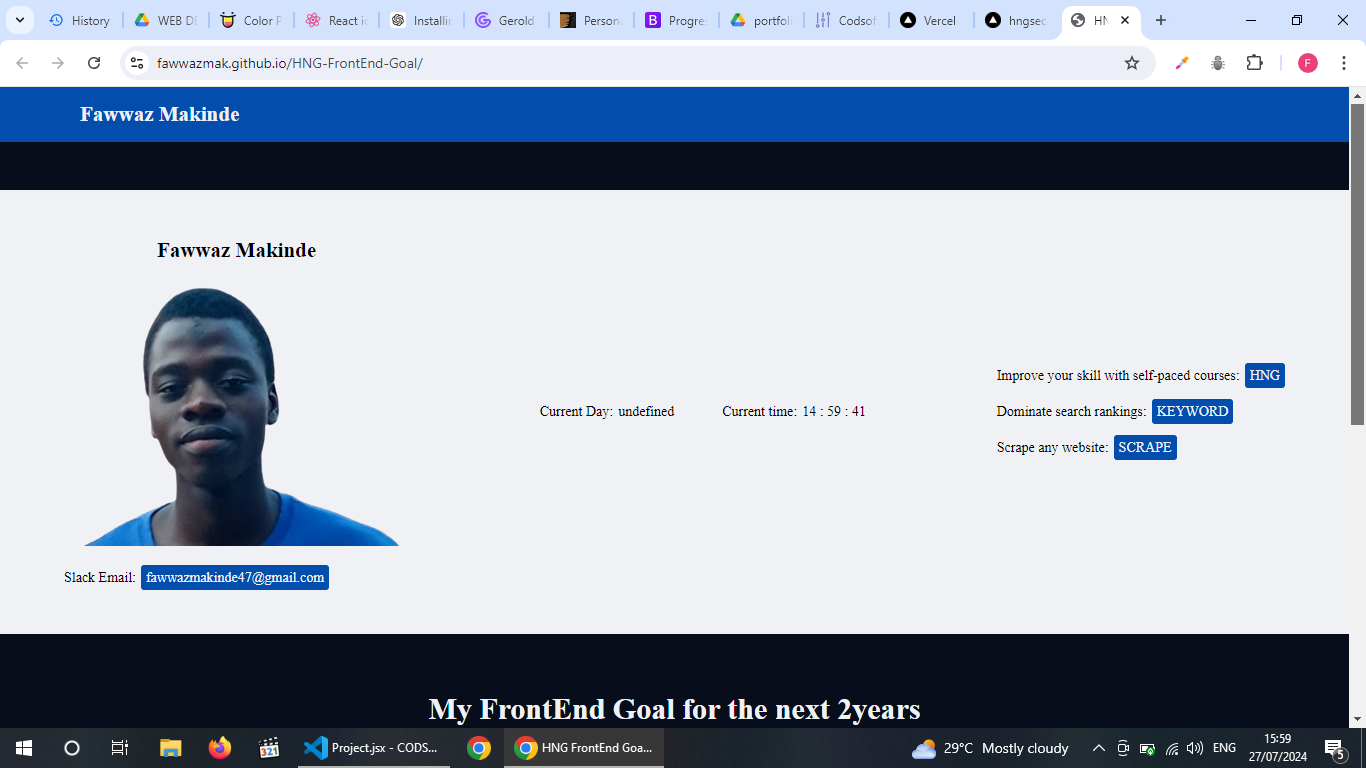 History
WEB DE
Color P
React ic
Installir
Gerold
Persona
Progres
portfoli
Codsof
Vercel
hngsec
HN
fawwazmak.github.io/HNG-FrontEnd-Goal/
F
Fawwaz Makinde
Fawwaz Makinde
Improve your skill with self-paced courses: HNG
Current Day: undefined Current time: 14 : 59 : 41
Dominate search rankings: KEYWORD
Scrape any website: SCRAPE
Slack Email: fawwazmakinde47@gmail.com
My FrontEnd Goal for the next 2years
321
Project.jsx - CODS...
HNG FrontEnd Goa...
29°C Mostly cloudy
ENG
15:59
27/07/2024
5